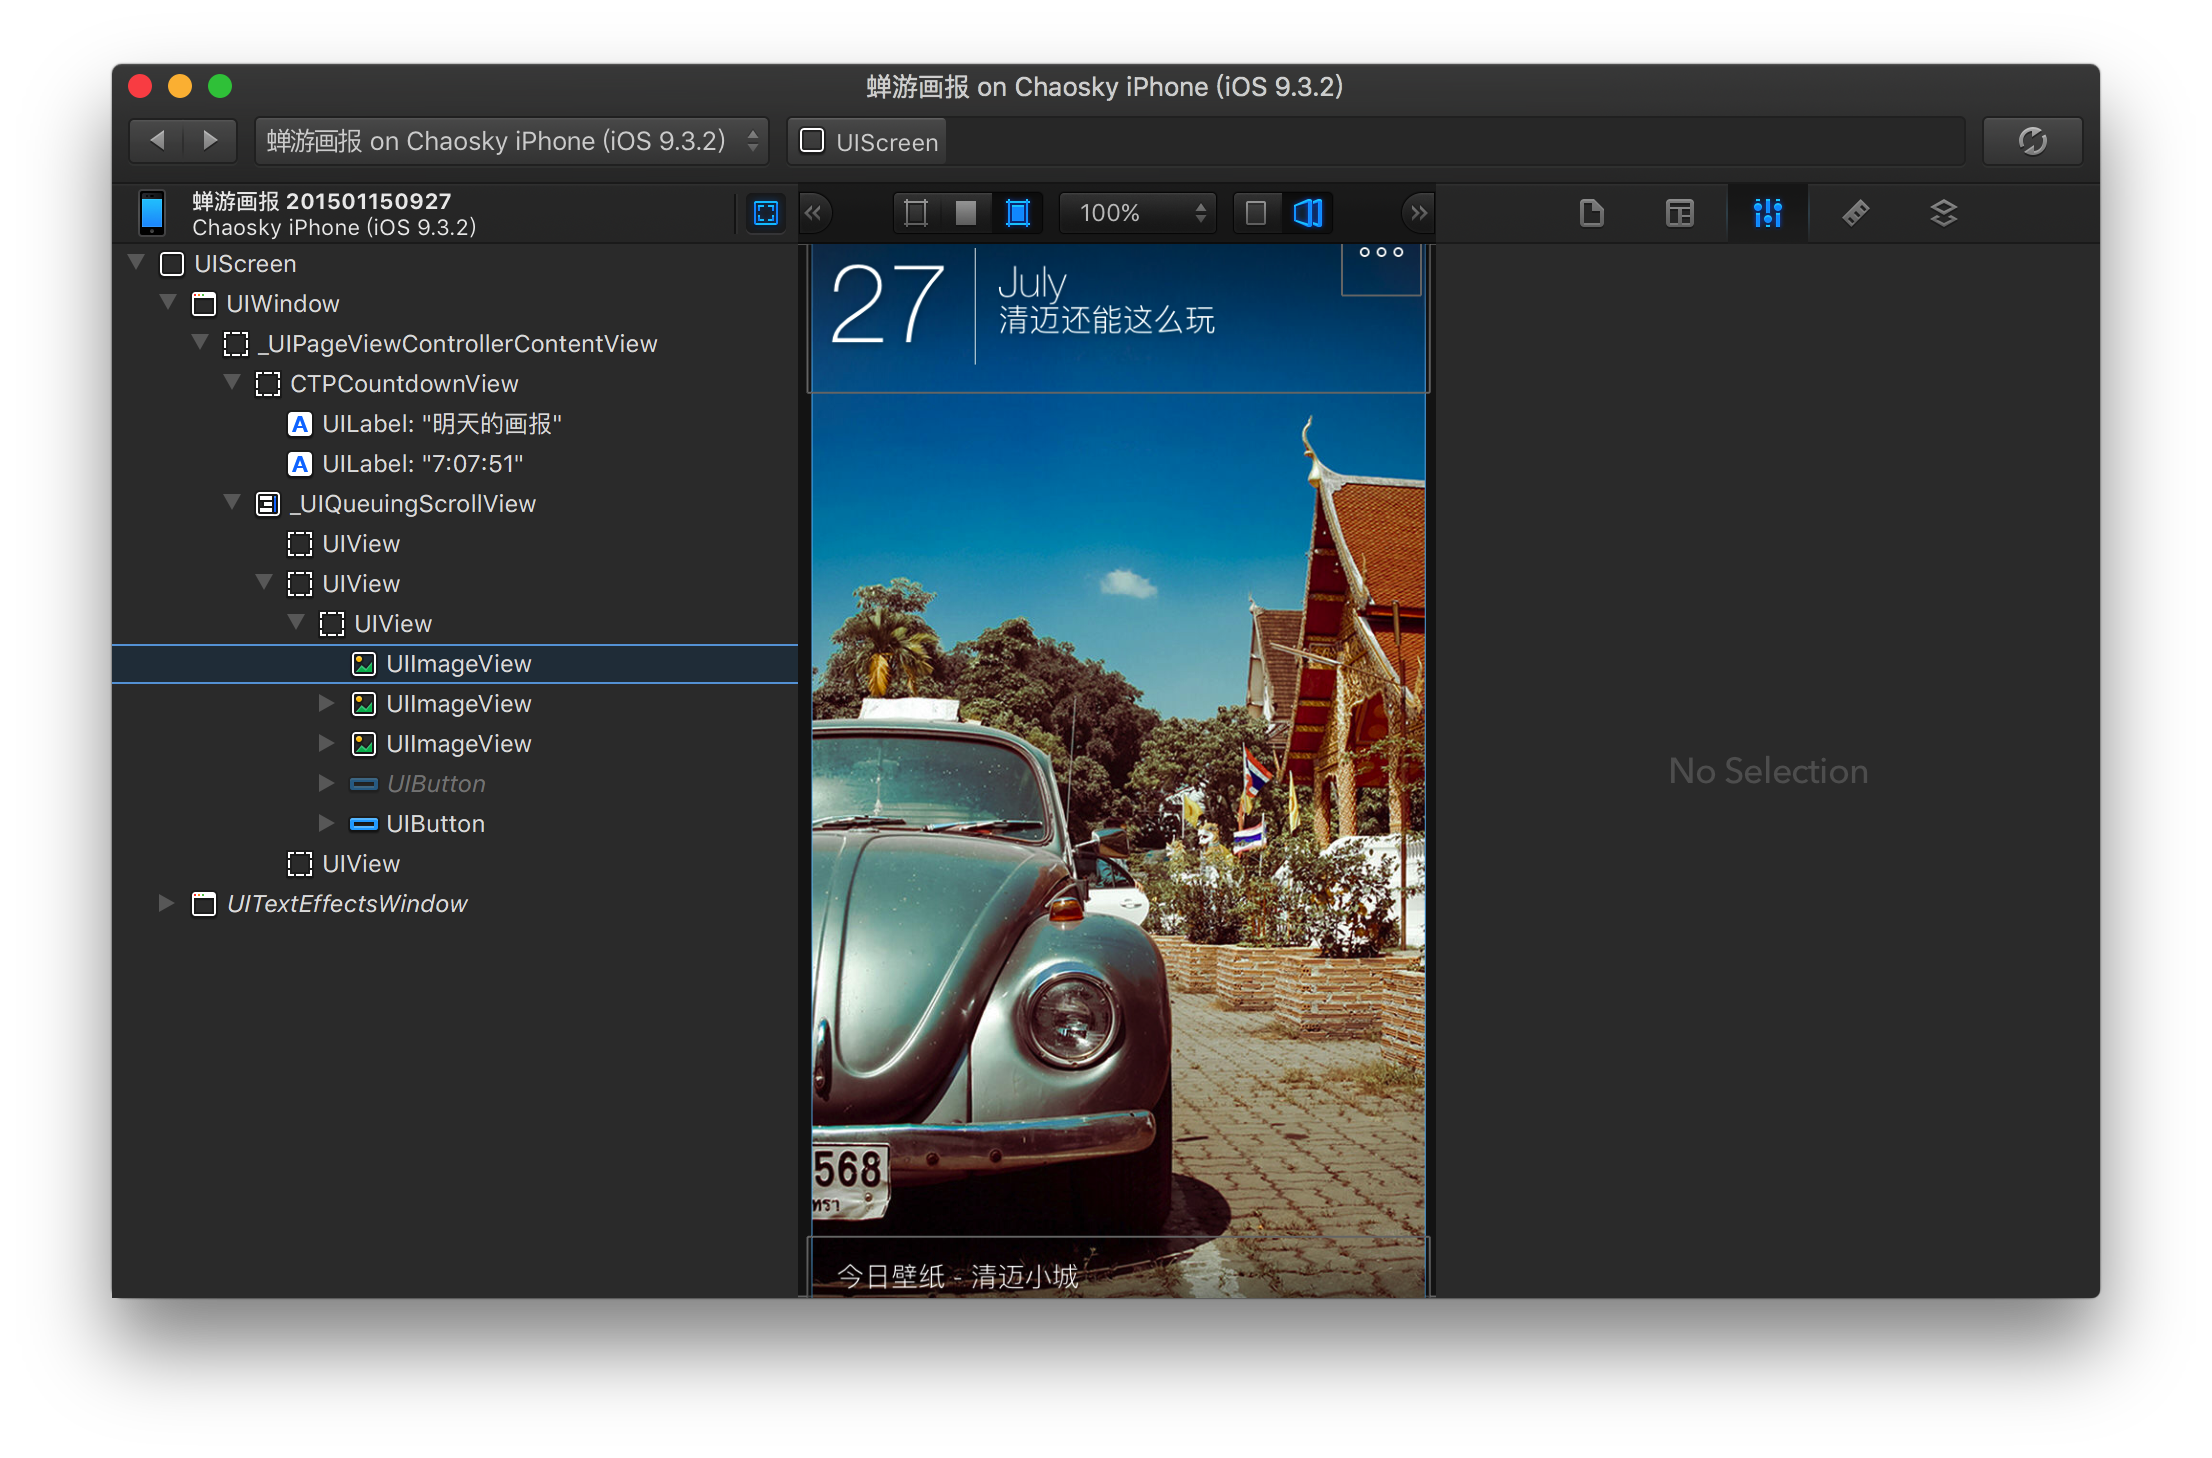 蝉游画报 on Chaosky iPhone (iOS 9.3.2)
蝉游画报 on Chaosky iPhone (iOS 9.3.2)
UIScreen
蝉游画报 201501150927
Chaosky iPhone (iOS 9.3.2)
100%
UIScreen
UIWindow
_UIPageViewControllerContentView
CTPCountdownView
UILabel: "明天的画报"
UILabel: "7:07:51"
_UIQueuingScrollView
UIView
UIView
UIView
UIImageView
UIImageView
UIImageView
UIButton
UIButton
UIView
UITextEffectsWindow
27
July
清迈还能这么玩
568
ทรา
今日壁纸 - 清迈小城
No Selection